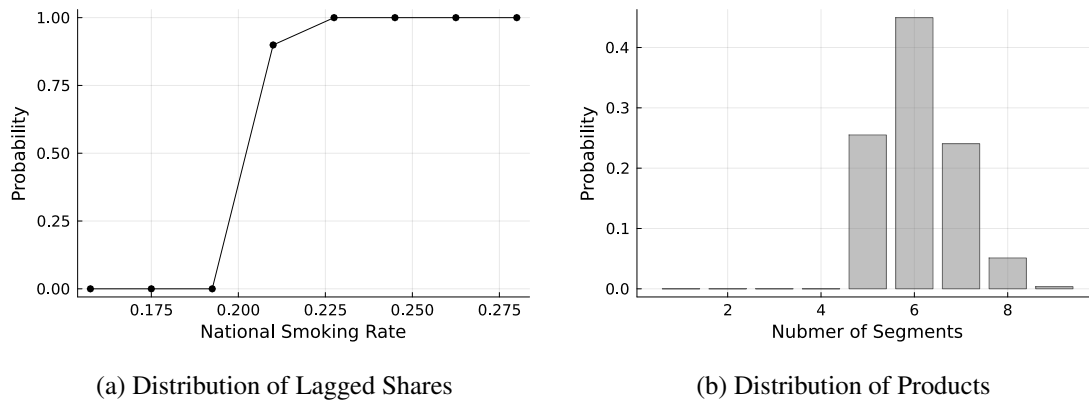 1.00
0.75
0.50
0.25
0.00
Probability
0.175 0.200 0.225 0.250 0.275
National Smoking Rate
(a) Distribution of Lagged Shares
0.4
0.3
0.2
0.1
0.0
Probability
2 4 6 8
Nubmer of Segments
(b) Distribution of Products